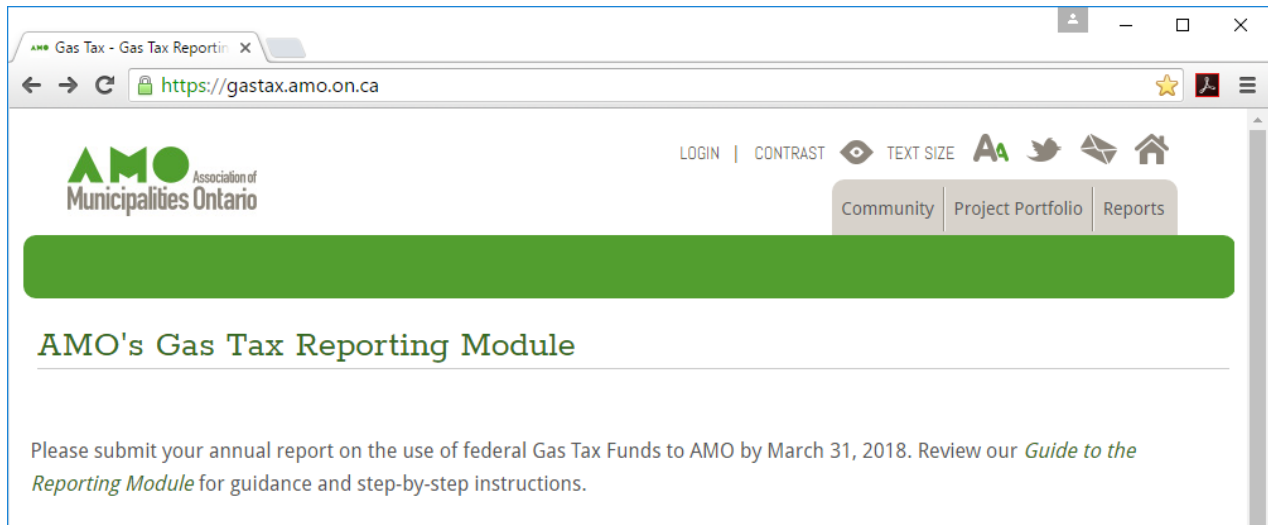 AMO Gas Tax - Gas Tax Reportin
https://gastax.amo.on.ca
LOGIN | CONTRAST TEXT SIZE AA
AMO Association of
Municipalities Ontario
Community Project Portfolio Reports
AMO's Gas Tax Reporting Module
Please submit your annual report on the use of federal Gas Tax Funds to AMO by March 31, 2018. Review our Guide to the
Reporting Module for guidance and step-by-step instructions.